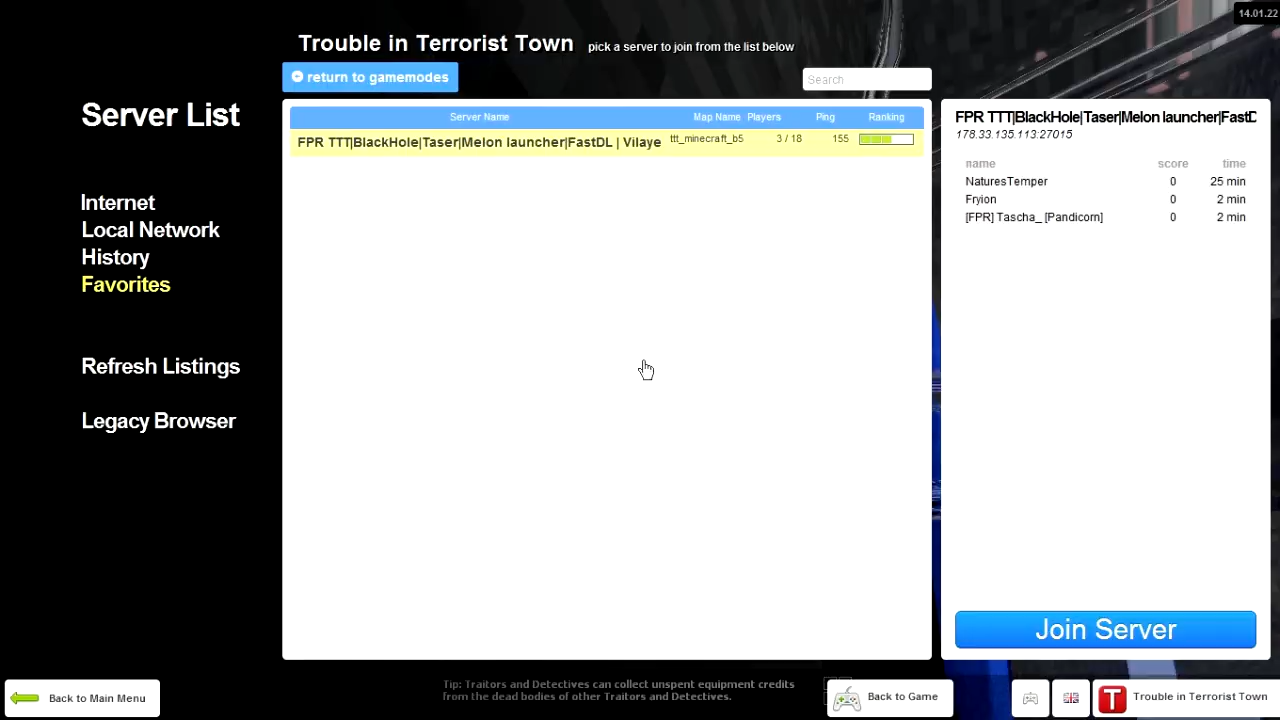 14.01.22
Trouble in Terrorist Town pick a server to join from the list below
return to gamemodes
Search
Server List
Internet
Local Network
History
Favorites
Refresh Listings
Legacy Browser
Server Name Map Name Players Ping Ranking
FPR TTT|BlackHole|Taser|Melon launcher|FastDL | Vilaye ttt_minecraft_b5 3 / 18 155
FPR TTT|BlackHole|Taser|Melon launcher|FastD
178.33.135.113:27015
name score time
NaturesTemper 0 25 min
Fryion 0 2 min
[FPR] Tascha_ [Pandicorn] 0 2 min
Join Server
Back to Main Menu
Tip: Traitors and Detectives can collect unspent equipment credits
from the dead bodies of other Traitors and Detectives.
Back to Game
T Trouble in Terrorist Town